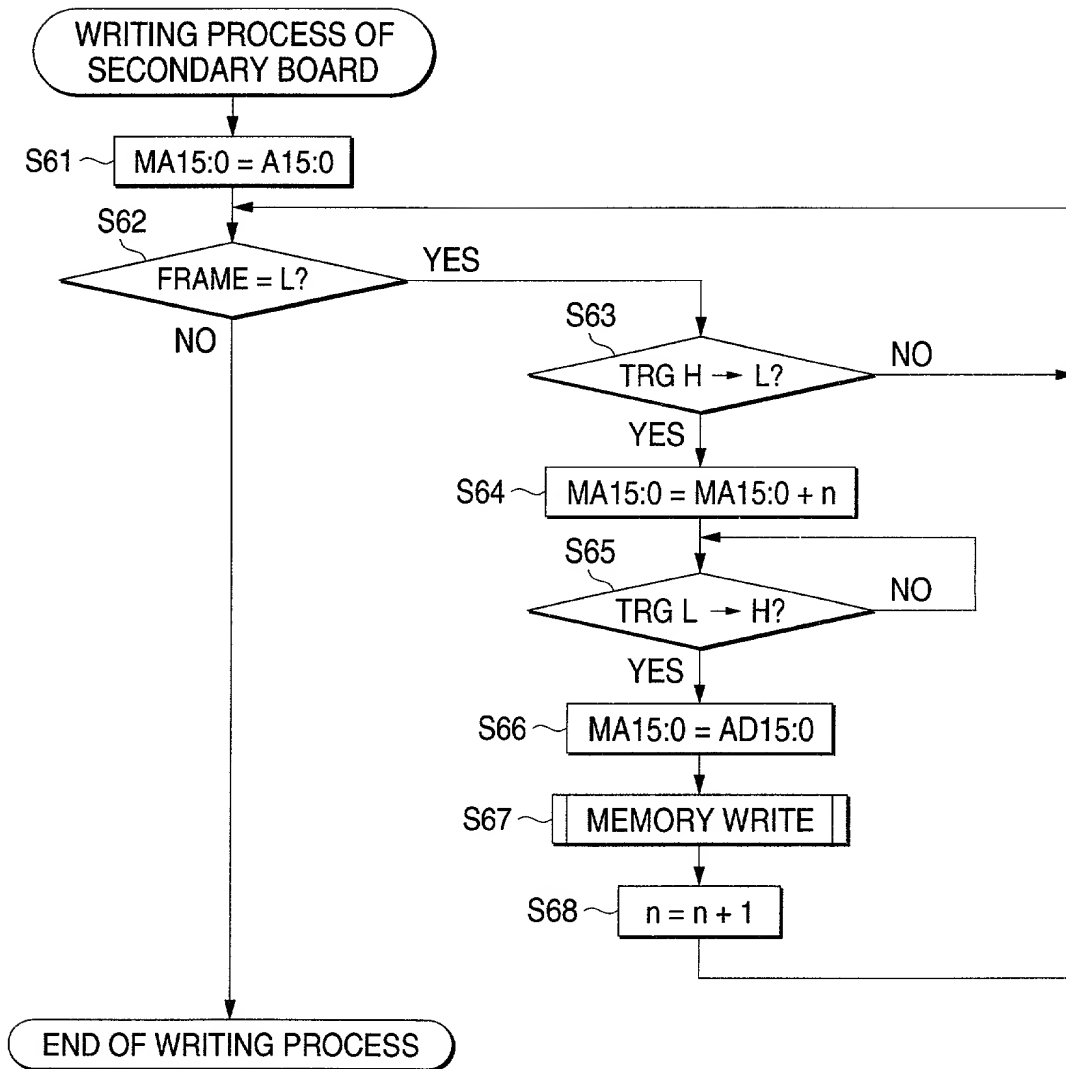 WRITING PROCESS OF
SECONDARY BOARD
S61
MA15:0 = A15:0
S62
FRAME = L?
YES
NO
S63
TRG H → L?
NO
YES
S64
MA15:0 = MA15:0 + n
S65
TRG L → H?
NO
YES
S66
MA15:0 = AD15:0
S67
MEMORY WRITE
S68
n = n + 1
END OF WRITING PROCESS